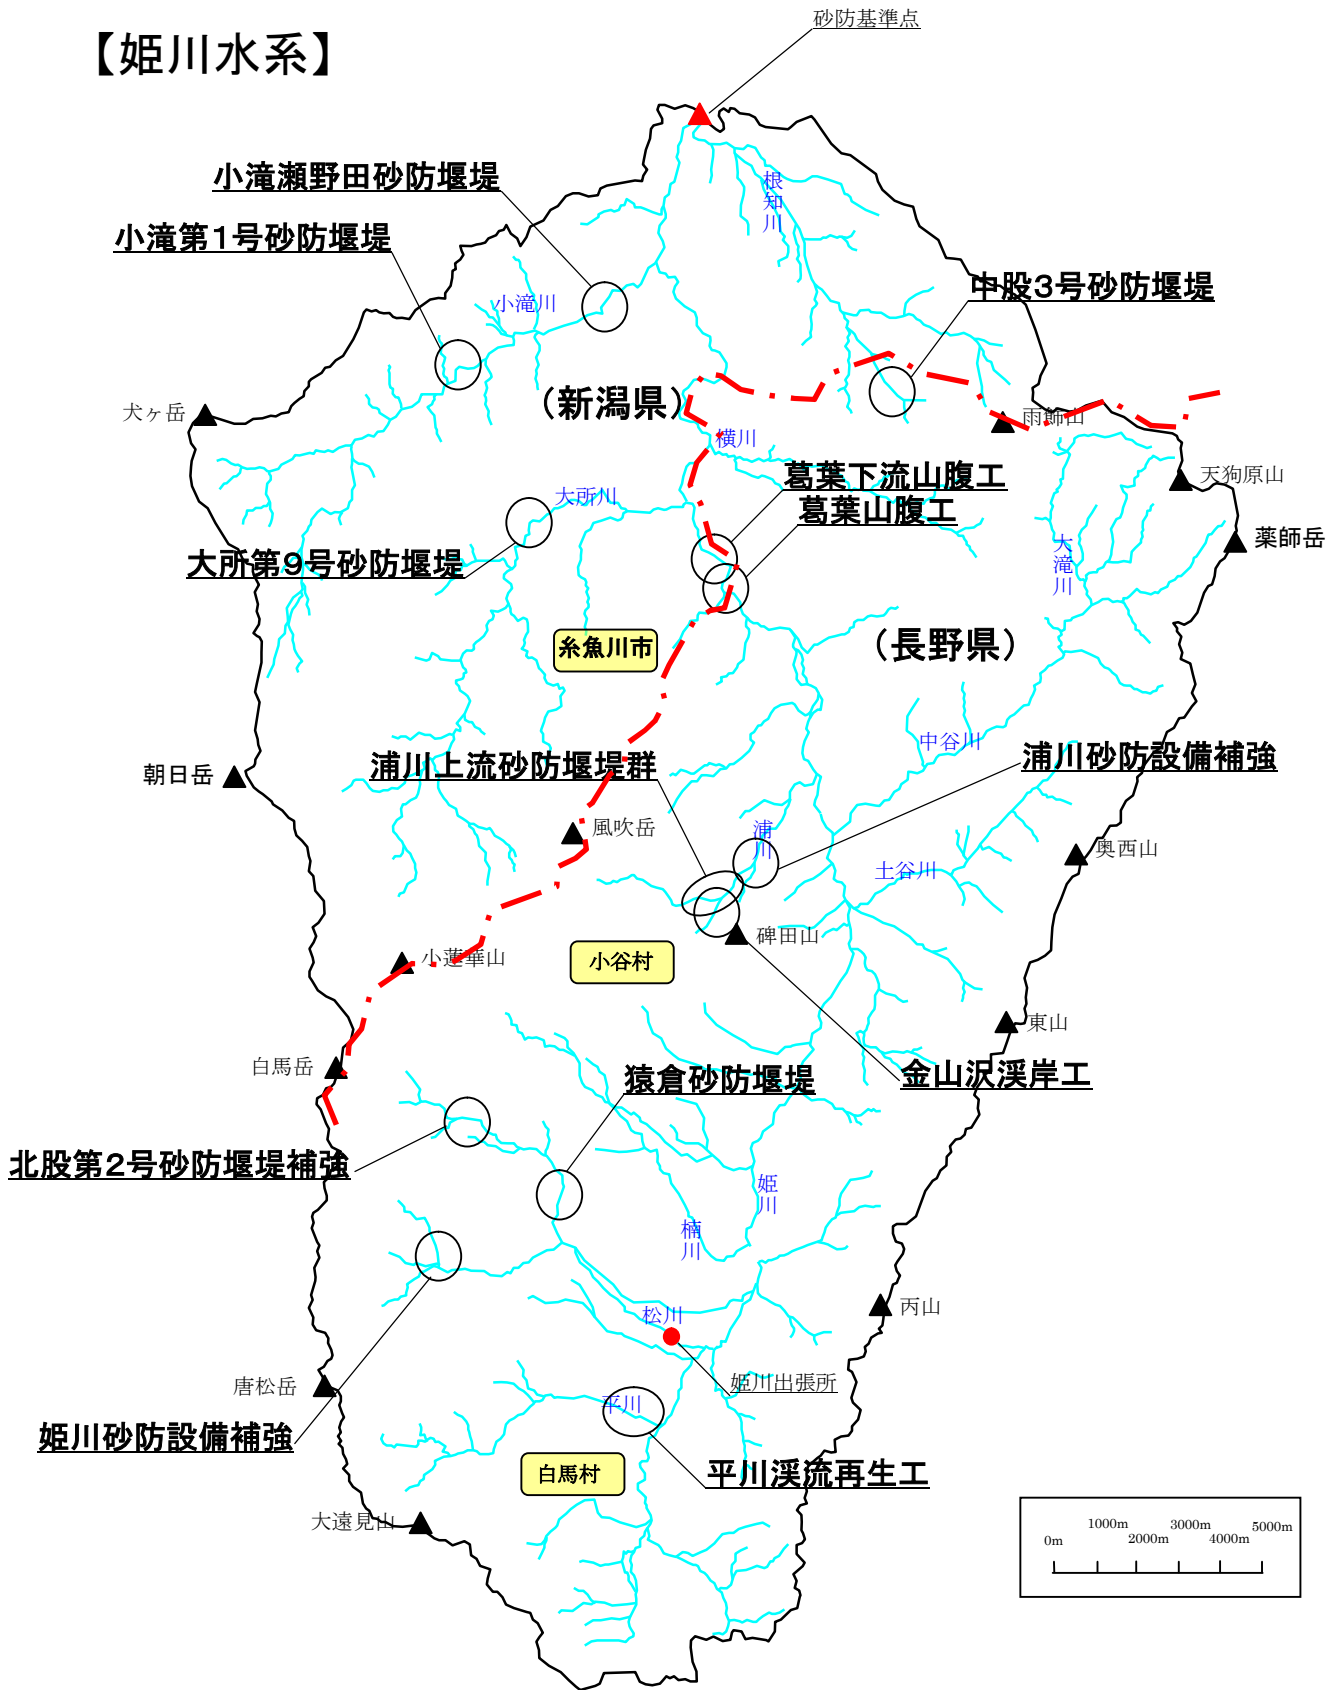 【姫川水系】
砂防基準点
小滝瀬野田砂防堰堤
根知川
小滝第1号砂防堰堤
小滝川
中股3号砂防堰堤
(新潟県)
犬ヶ岳
雨飾山
横川
葛葉下流山腹工
天狗原山
大所川
葛葉山腹工
薬師岳
大所第9号砂防堰堤
大滝川
糸魚川市
(長野県)
中谷川
浦川上流砂防堰堤群
浦川砂防設備補強
朝日岳
風吹岳
浦川
奥西山
土谷川
碑田山
小蓮華山
小谷村
東山
白馬岳
猿倉砂防堰堤
金山沢渓岸工
北股第2号砂防堰堤補強
姫川
楠川
松川
丙山
姫川出張所
唐松岳
平川
姫川砂防設備補強
白馬村
平川渓流再生工
大遠見山
0m
1000m
2000m
3000m
4000m
5000m